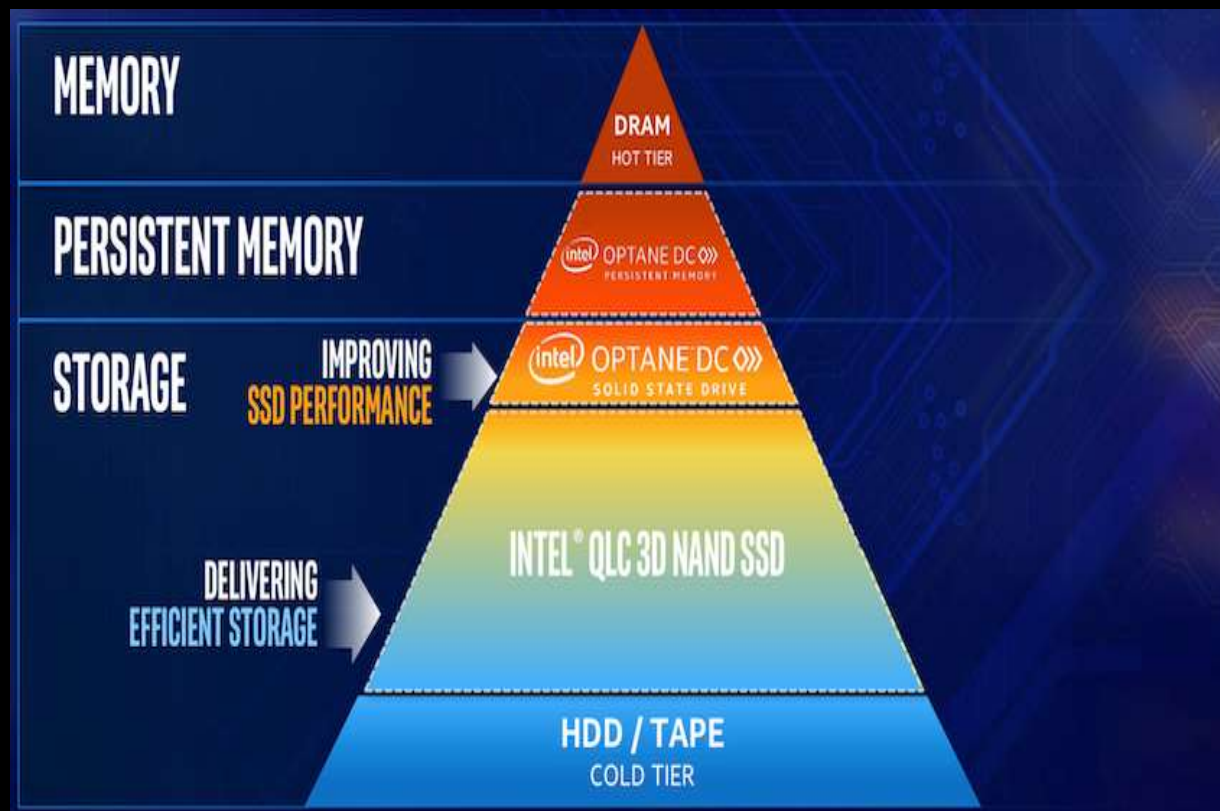 MEMORY
DRAM
HOT TIER
PERSISTENT MEMORY
intel OPTANE DC
PERSISTENT MEMORY
STORAGE
IMPROVING
SSD PERFORMANCE
intel OPTANE DC
SOLID STATE DRIVE
INTEL® QLC 3D NAND SSD
DELIVERING
EFFICIENT STORAGE
HDD / TAPE
COLD TIER